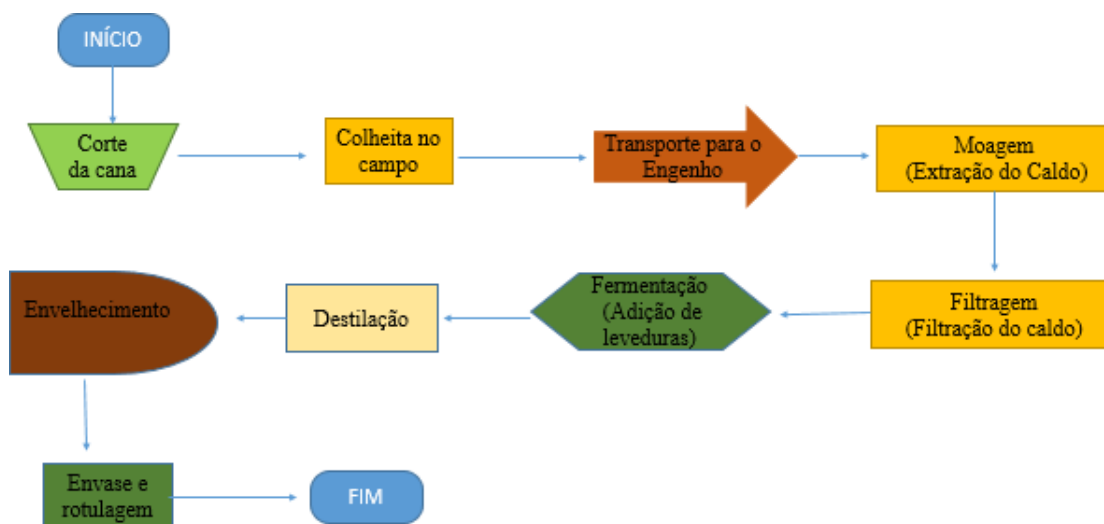 INÍCIO
Corte
da cana
Colheita no
campo
Transporte para o
Engenho
Moagem
(Extração do Caldo)
Filtragem
(Filtração do caldo)
Fermentação
(Adição de
leveduras)
Destilação
Envelhecimento
Envase e
rotulagem
FIM